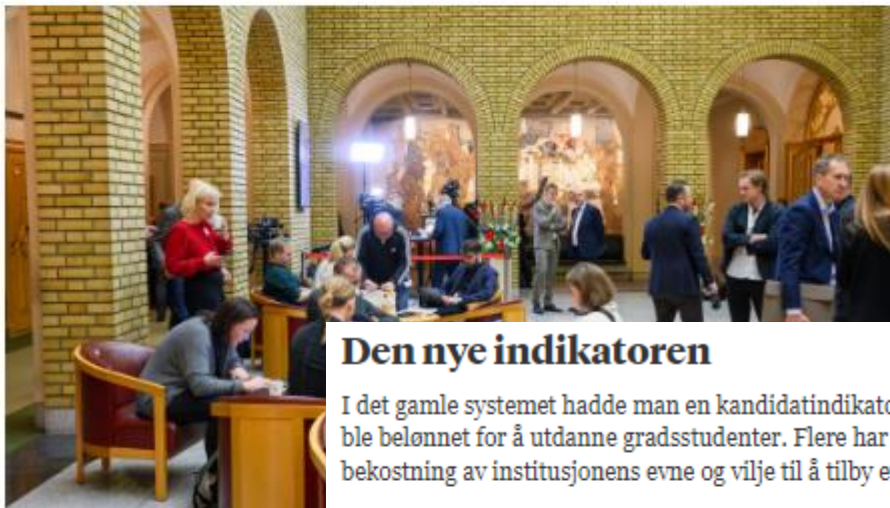 Den nye indikatoren
I det gamle systemet hadde man en
ble belønnet for å utdanne gradsstudenter. Flere har
bekostning av institusjonens evne og vilje til å tilby